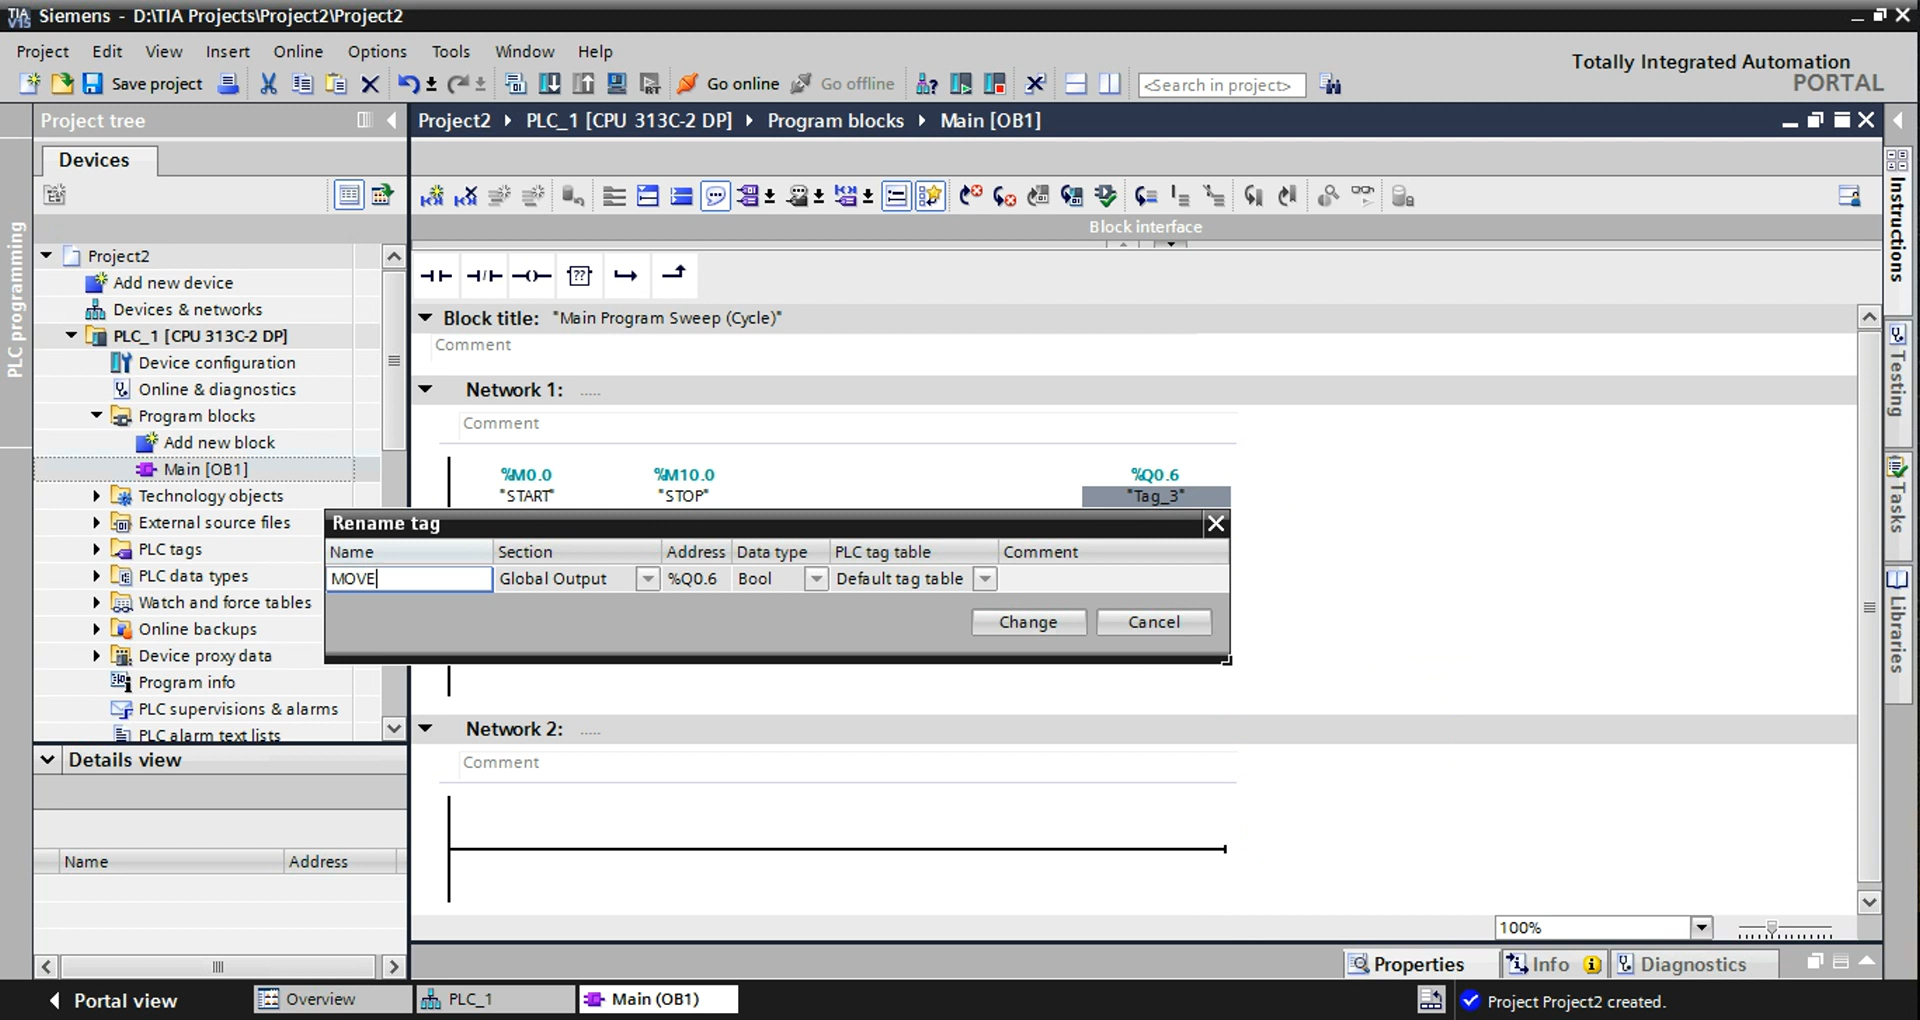 TIA V15 Siemens - D:\TIA Projects\Project2\Project2
Project Edit View Insert Online Options Tools Window Help
Totally Integrated Automation
PORTAL
Save project Go online Go offline <Search in project>
Project tree
Project2 PLC_1 [CPU 313C-2 DP] Program blocks Main [OB1]
Devices
Block interface
PLC programming
Project2
Add new device
Devices & networks
PLC_1 [CPU 313C-2 DP]
Device configuration
Online & diagnostics
Program blocks
Add new block
Main [OB1]
Technology objects
External source files
PLC tags
PLC data types
Watch and force tables
Online backups
Device proxy data
Program info
PLC supervisions & alarms
PLC alarm text lists
Details view
Name Address
??
Block title: "Main Program Sweep (Cycle)"
Comment
Network 1: .....
Comment
%M0.0 %M10.0 %Q0.6
"START" "STOP" "Tag_3"
Rename tag
Name Section Address Data type PLC tag table Comment
MOVE Global Output %Q0.6 Bool Default tag table
Change Cancel
Network 2: .....
Comment
100%
Properties Info Diagnostics
Instructions
Testing
Tasks
Libraries
Portal view Overview PLC_1 Main (OB1) Project Project2 created.